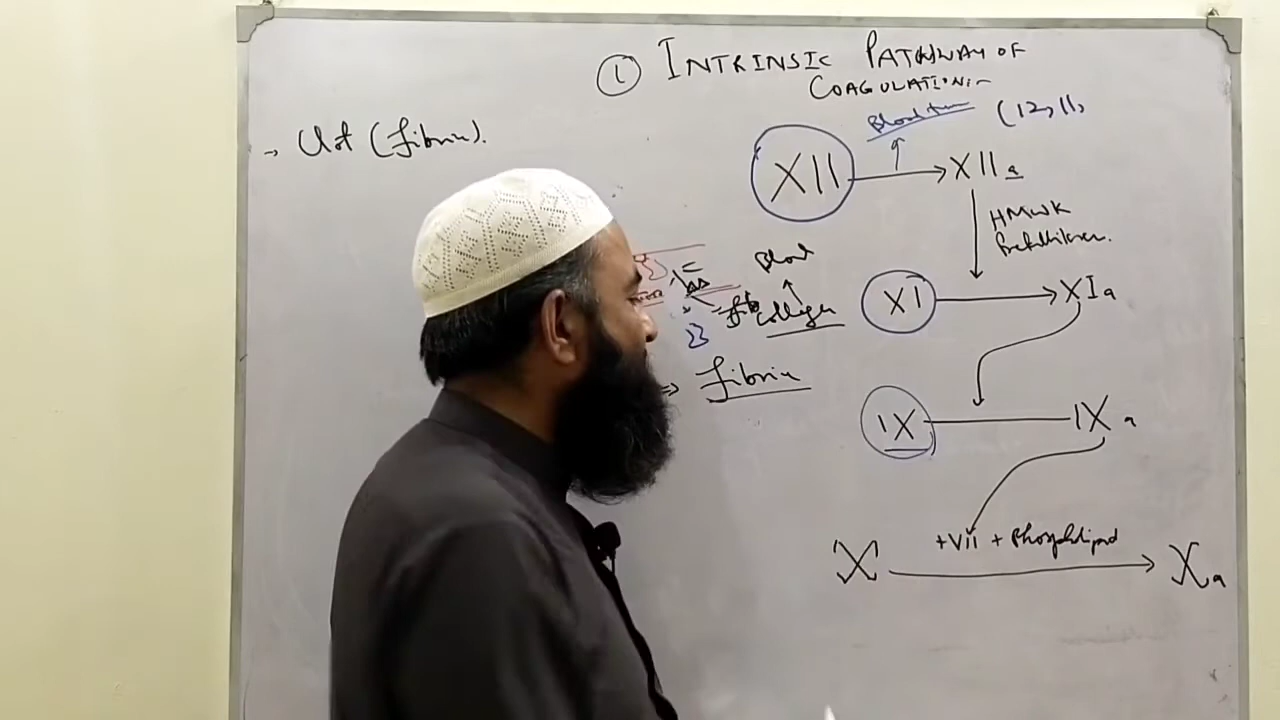 ① INTRINSIC PATHWAY OF
COAGULATION:-
→ Clot (fibrin).
Blood (12, 11,
XII → XIIa
HMWK
Prekallikrein.
Blood
XI → XIa
Collagen
⇒ fibrin
IX IXa
+VII + Phospholipid
X → Xa